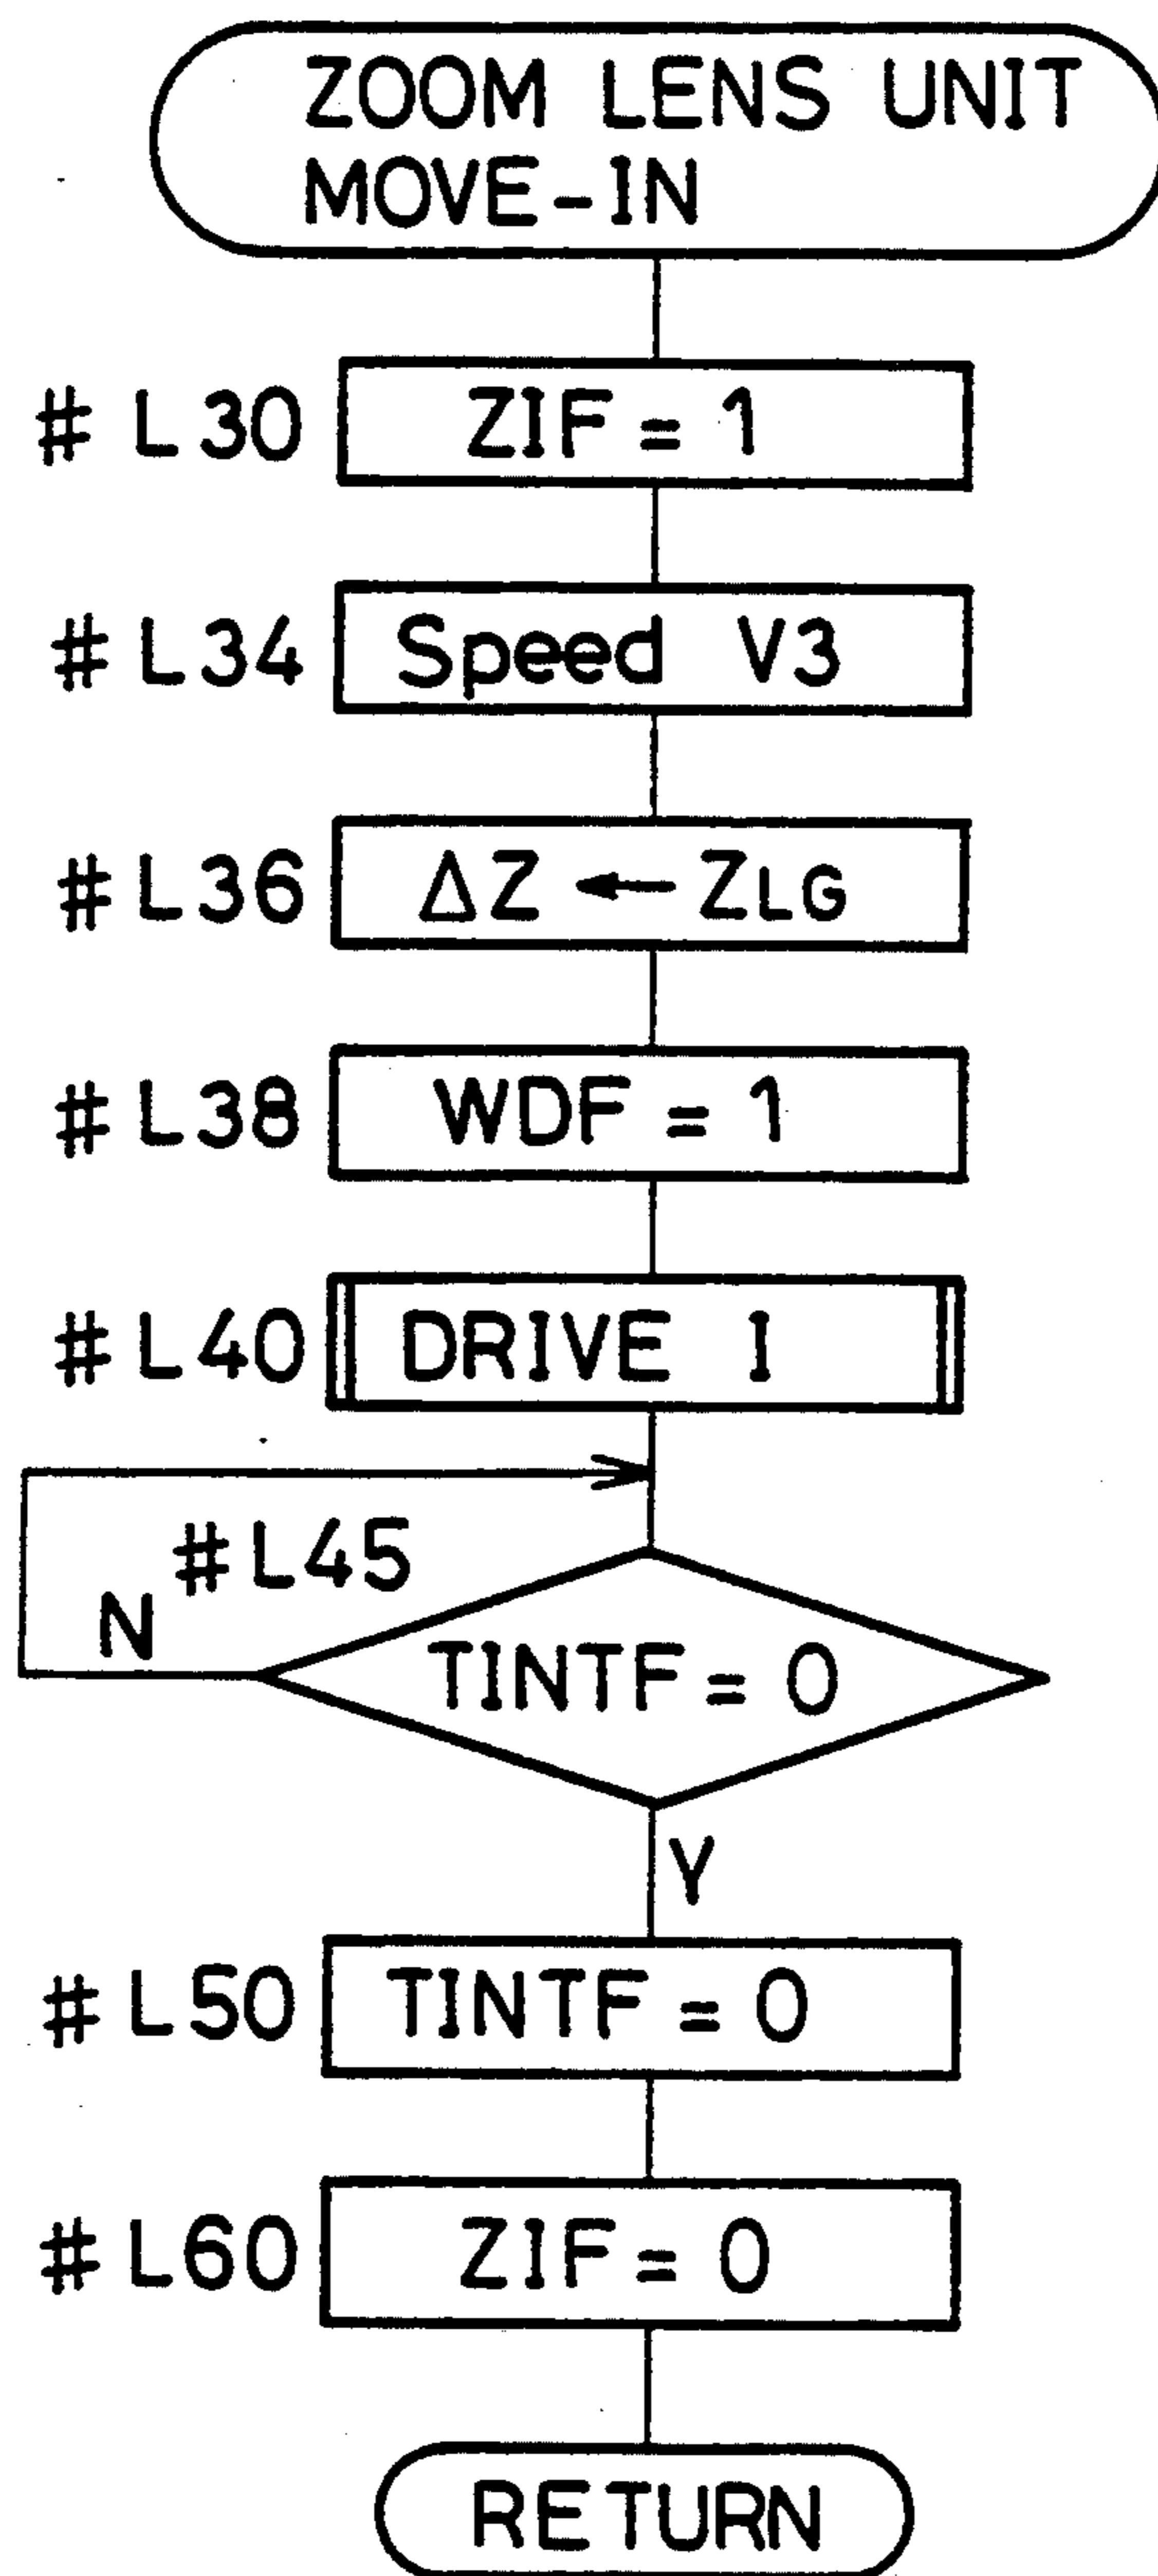 ZOOM LENS UNIT
MOVE-IN
#L30 ZIF = 1
#L34 Speed V3
#L36 ΔZ ← ZLG
#L38 WDF = 1
#L40 DRIVE I
#L45
N
TINTF = 0
Y
#L50 TINTF = 0
#L60 ZIF = 0
RETURN